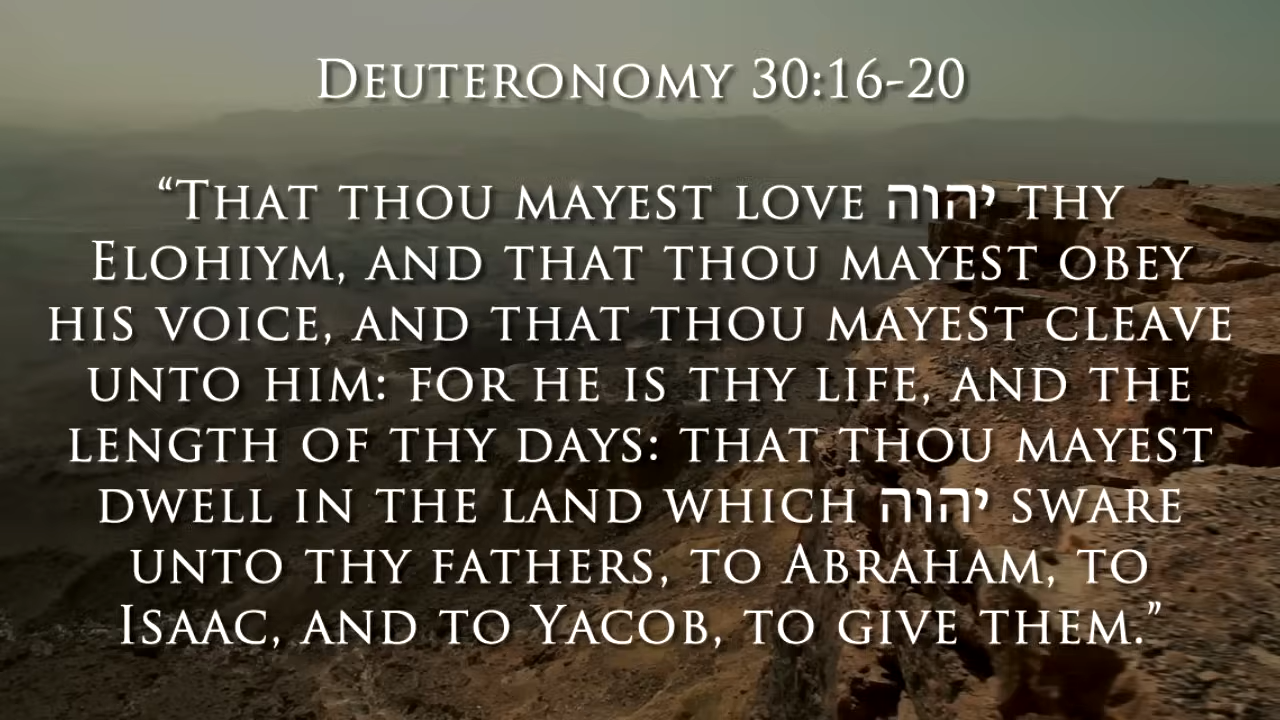 Deuteronomy 30:16-20
“That thou mayest love יהוה thy
Elohiym, and that thou mayest obey
his voice, and that thou mayest cleave
unto him: for he is thy life, and the
length of thy days: that thou mayest
dwell in the land which יהוה sware
unto thy fathers, to Abraham, to
Isaac, and to Yacob, to give them.”